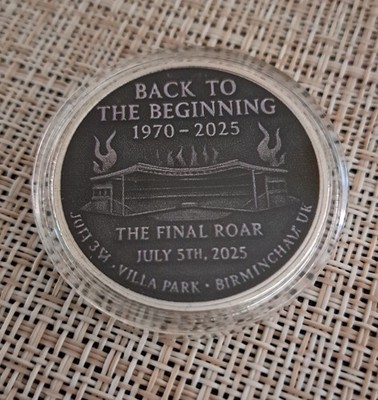 BACK TO
THE BEGINNING
1970-2025
THE FINAL ROAR
JULY 5TH, 2025
· VILLA PARK · BIRMINGHAM UK